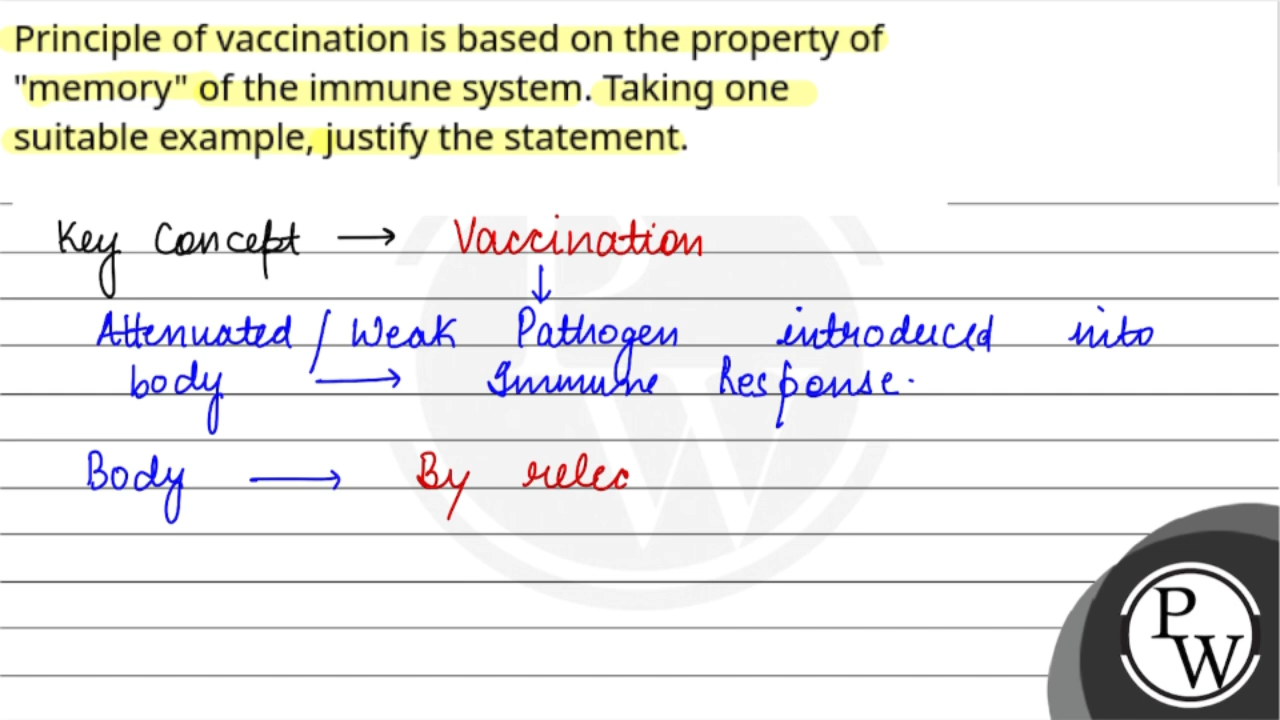 Principle of vaccination is based on the property of
"memory" of the immune system. Taking one
suitable example, justify the statement.
Key Concept → Vaccination
↓
Attenuated / Weak Pathogen introduced into
body → Immune Response.
Body → By relec
P
W